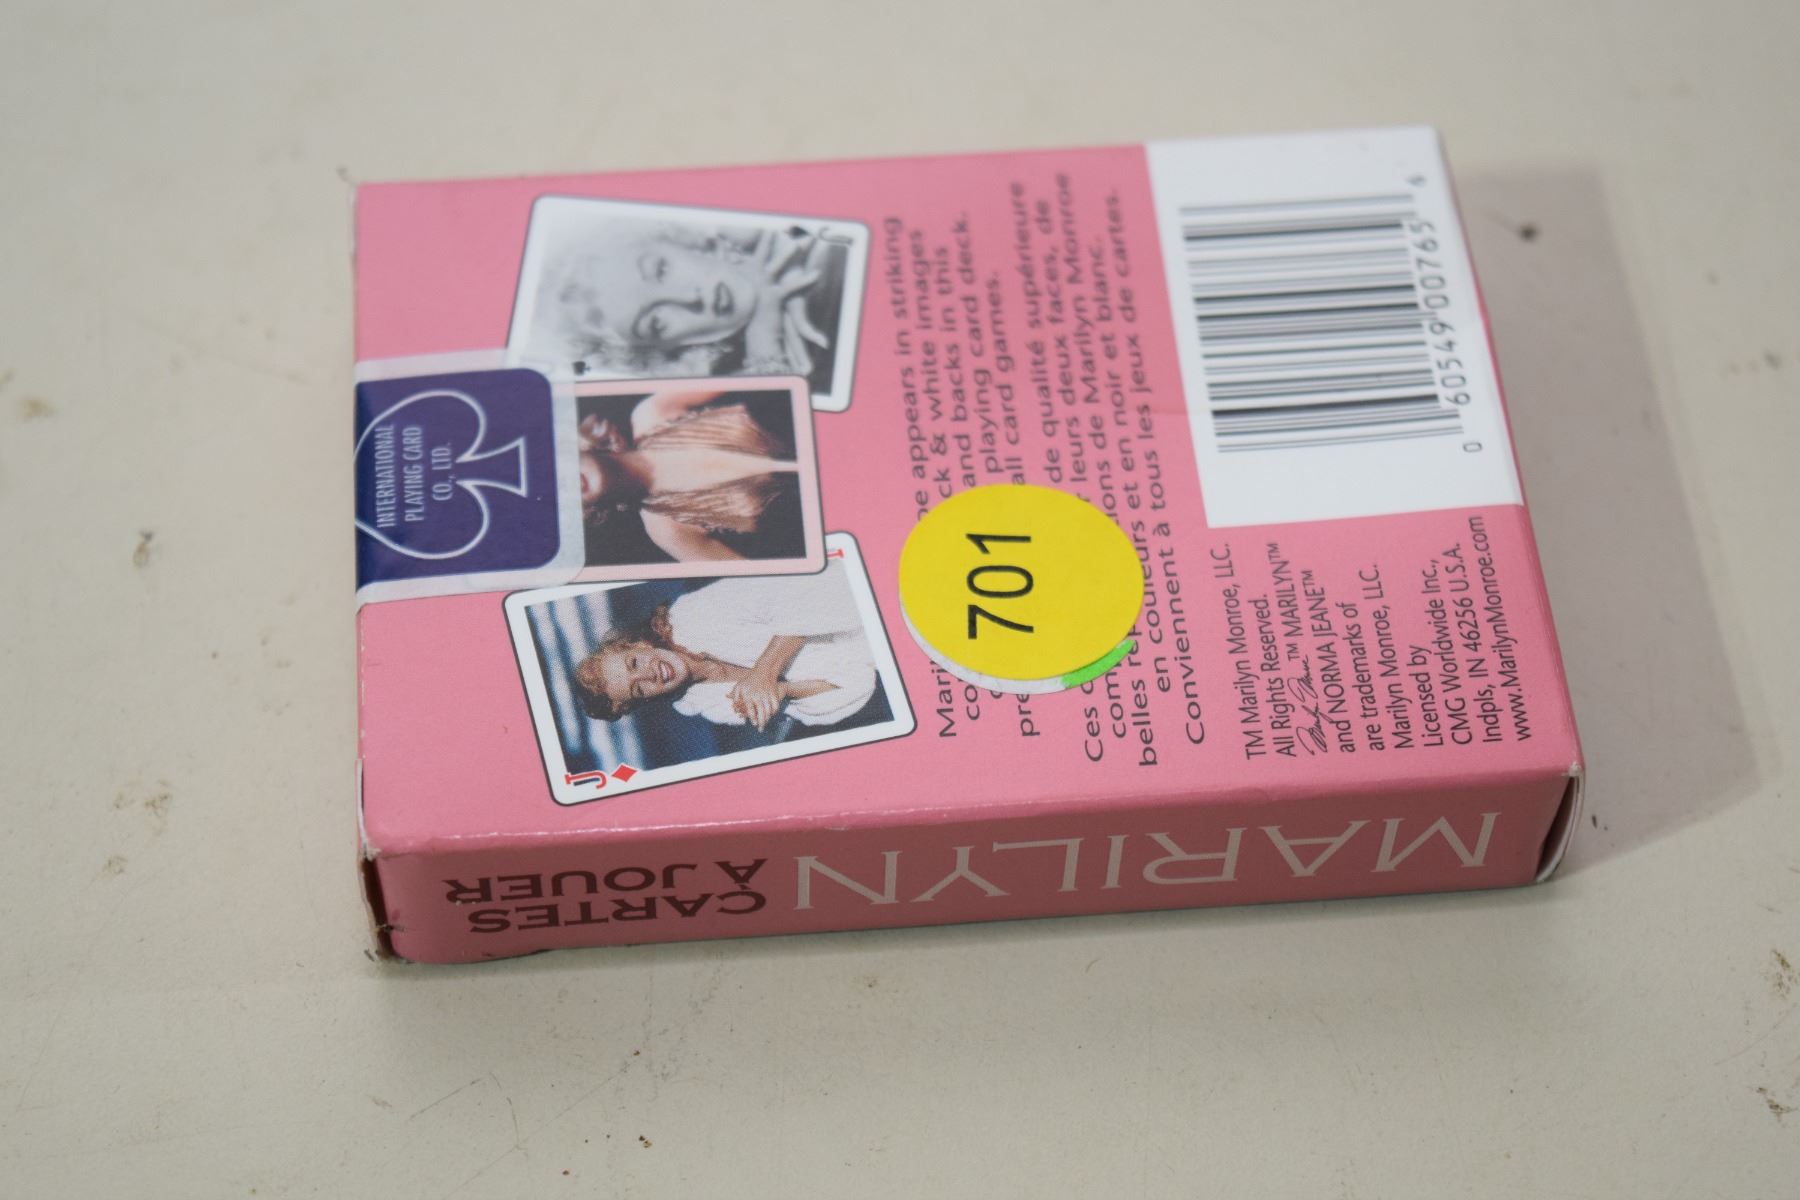 INTERNATIONAL
PLAYING CARD
CO., LTD.
J
J
appears in striking
& white images
and backs in this
playing card deck.
all card games.
Ces de qualité supérieure
leurs deux faces, de
belles de Marilyn Monroe
en couleurs et en noir et blanc.
Conviennent à tous les jeux de cartes.
701
TM Marilyn Monroe, LLC.
All Rights Reserved.
Marilyn Monroe™ MARILYN™
and NORMA JEANE™
are trademarks of
Marilyn Monroe, LLC.
Licensed by
CMG Worldwide Inc.,
Indpls, IN 46256 U.S.A.
www.MarilynMonroe.com
0 60549 00765 6
MARILYN
CARTES
À JOUER